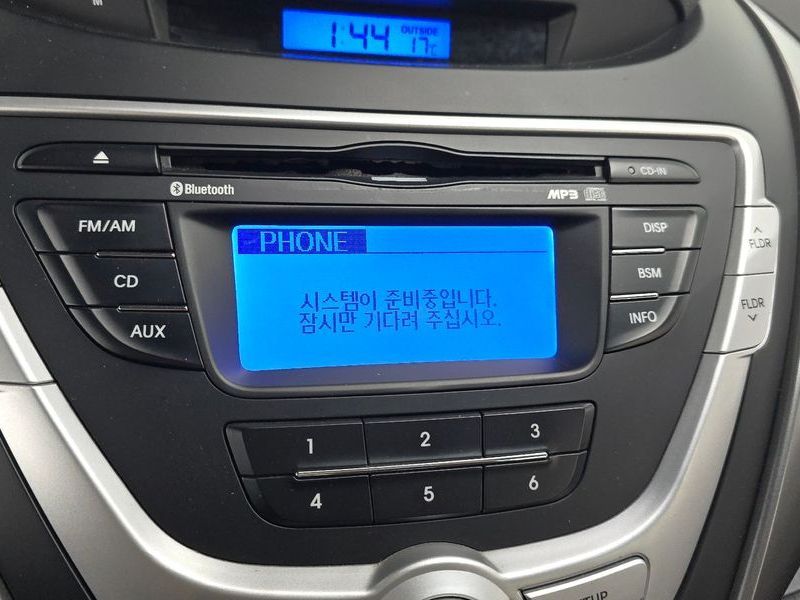 M
1:44 OUTSIDE 17°C
CD-IN
Bluetooth
MP3
FM/AM
DISP
FLDR
PHONE
CD
BSM
시스템이 준비중입니다.
잠시만 기다려 주십시오.
FLDR
AUX
INFO
1 2 3
4 5 6